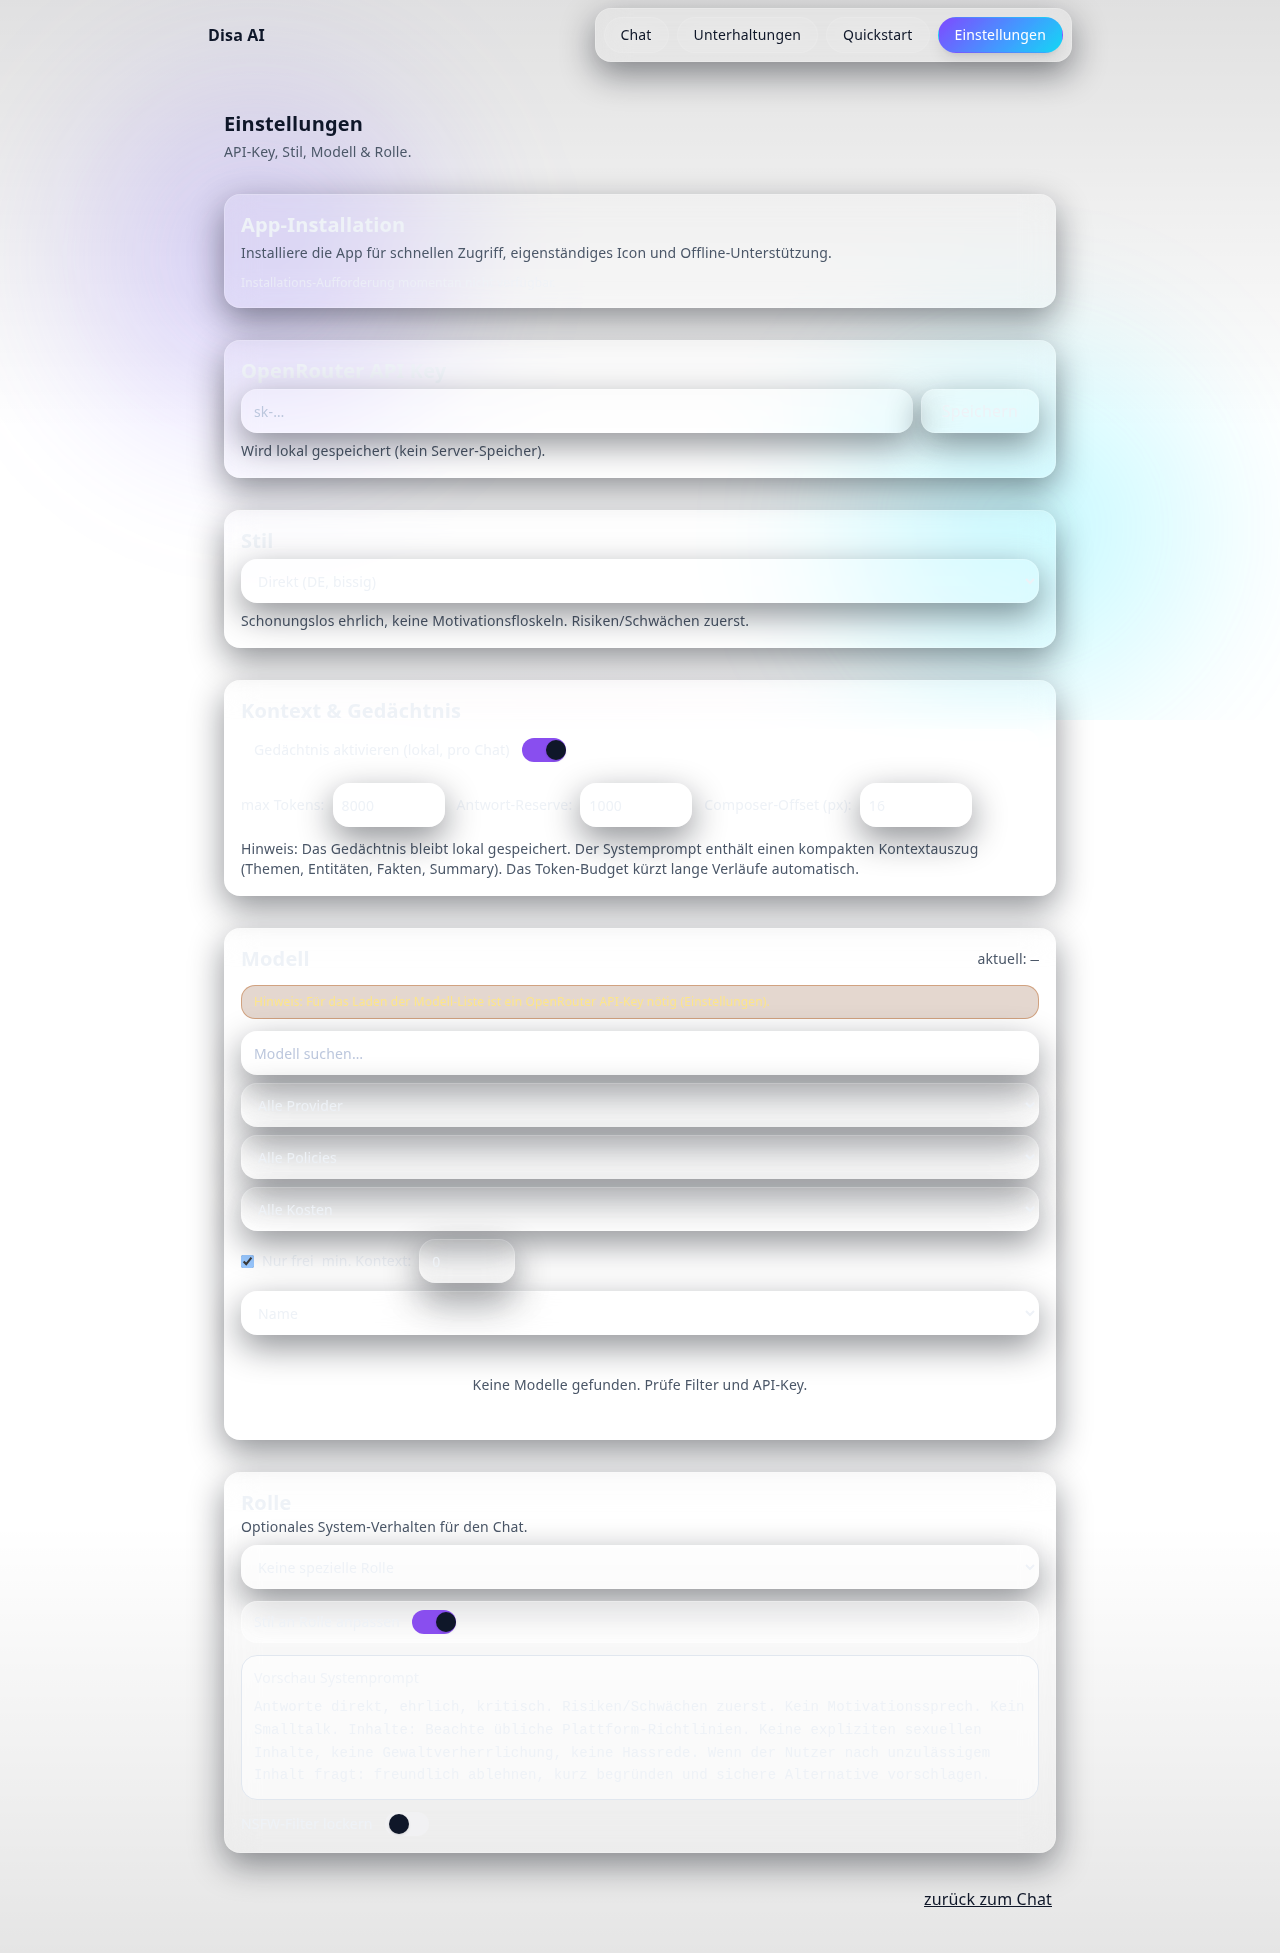 Disa AI
Chat
Unterhaltungen
Quickstart
Einstellungen
Einstellungen
API-Key, Stil, Modell & Rolle.
App-Installation
Installiere die App für schnellen Zugriff, eigenständiges Icon und Offline-Unterstützung.
Installations-Aufforderung
OpenRouter
sk-...
Wird lokal gespeichert (kein Server-Speicher).
Stil
Direkt (DE, bissig)
Schonungslos ehrlich, keine Motivationsfloskeln. Risiken/Schwächen zuerst.
Kontext & Gedächtnis
Gedächtnis aktivieren (lokal, pro Chat)
max Tokens:
8000
Antwort-Reserve:
1000
Composer-Offset (px):
16
Hinweis: Das Gedächtnis bleibt lokal gespeichert. Der Systemprompt enthält einen kompakten Kontextauszug
(Themen, Entitäten, Fakten, Summary). Das Token-Budget kürzt lange Verläufe automatisch.
Modell
aktuell: —
Hinweis: Für das Laden der Modell-Liste ist ein OpenRouter API-Key nötig (Einstellungen).
Modell suchen...
Alle Provider
Alle Policies
Alle Kosten
Nur frei
min. Kontext:
0
Name
Keine Modelle gefunden. Prüfe Filter und API-Key.
Rolle
Optionales System-Verhalten für den Chat.
Keine spezielle Rolle
Vorschau Systemprompt
Antworte direkt, ehrlich, kritisch. Risiken/Schwächen zuerst. Kein Motivationssprech. Kein
Smalltalk. Inhalte: Beachte übliche Plattform-Richtlinien. Keine expliziten sexuellen
Inhalte, keine Gewaltverherrlichung, keine Hassrede. Wenn der Nutzer nach unzulässigem
Inhalt fragt: freundlich ablehnen, kurz begründen und sichere Alternative vorschlagen.
zurück zum Chat